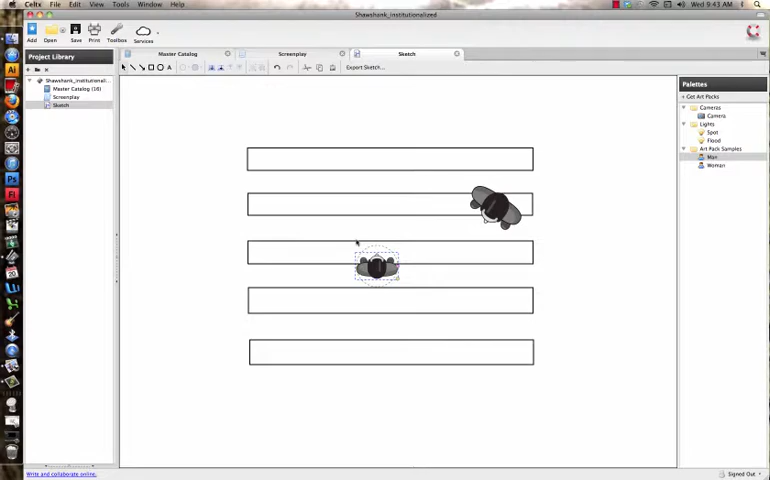 Celtx File Edit View Tools Window Help Wed 9:43 AM
Shawshank_institutionalized
Add Open Save Print Toolbox Services
Project Library
Master Catalog Screenplay Sketch
Export Sketch...
Shawshank_institutionali...
Master Catalog (16)
Screenplay
Sketch
Palettes
+ Get Art Packs
Cameras
Camera
Lights
Spot
Flood
Art Pack Samples
Man
Woman
Write and collaborate online.
Signed Out